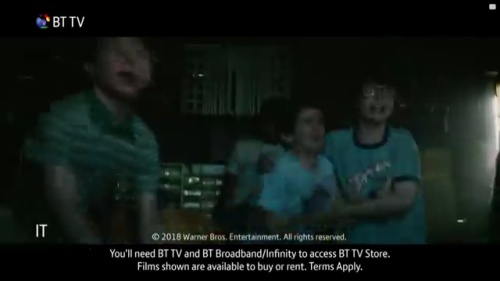 BT TV
IT
© 2018 Warner Bros. Entertainment. All rights reserved.
You'll need BT TV and BT Broadband/Infinity to access BT TV Store.
Films shown are available to buy or rent. Terms Apply.